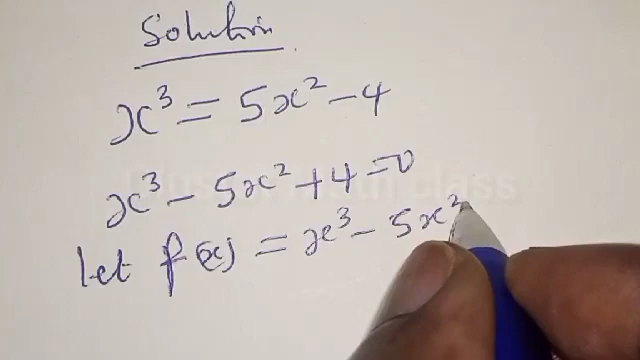 Solution
x³ = 5x² - 4
x³ - 5x² + 4 = 0
let f(x) = x³ - 5x²